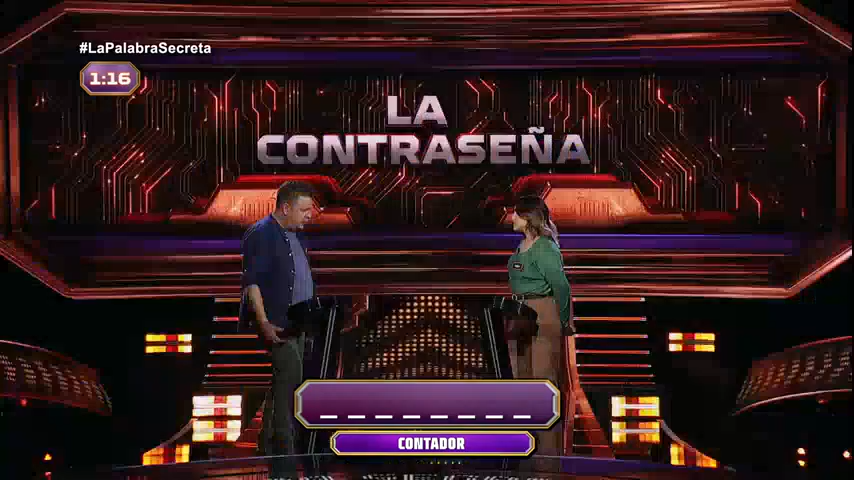 #LaPalabraSecreta
1:16
LA
CONTRASEÑA
_ _ _ _ _ _ _ _
CONTADOR